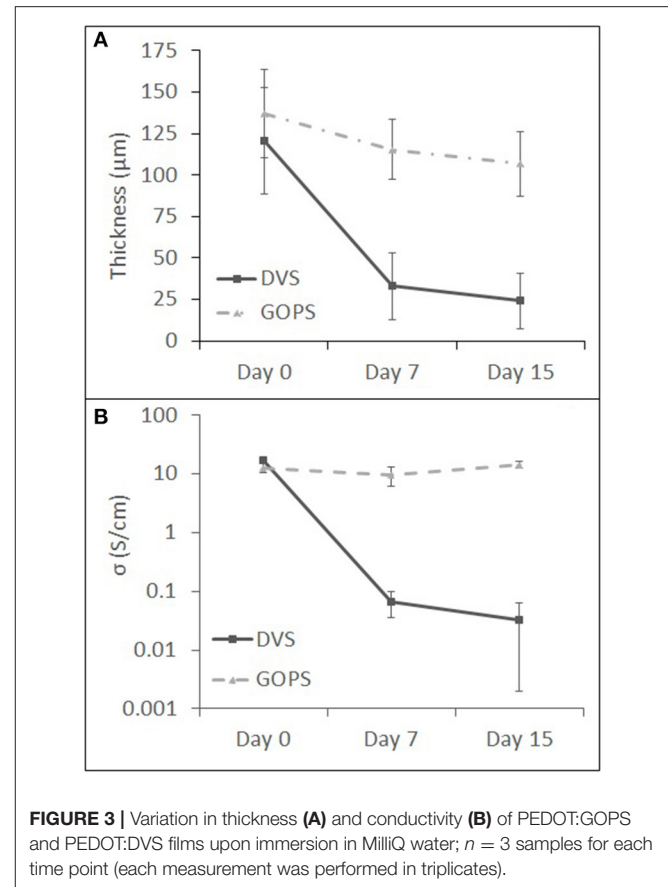 A
175
150
125
100
75
50
25
0
Thickness (µm)
DVS
GOPS
Day 0 Day 7 Day 15
B
100
10
1
0.1
0.01
0.001
σ (S/cm)
DVS
GOPS
Day 0 Day 7 Day 15
FIGURE 3 | Variation in thickness (A) and conductivity (B) of PEDOT:GOPS
and PEDOT:DVS films upon immersion in MilliQ water; n = 3 samples for each
time point (each measurement was performed in triplicates).